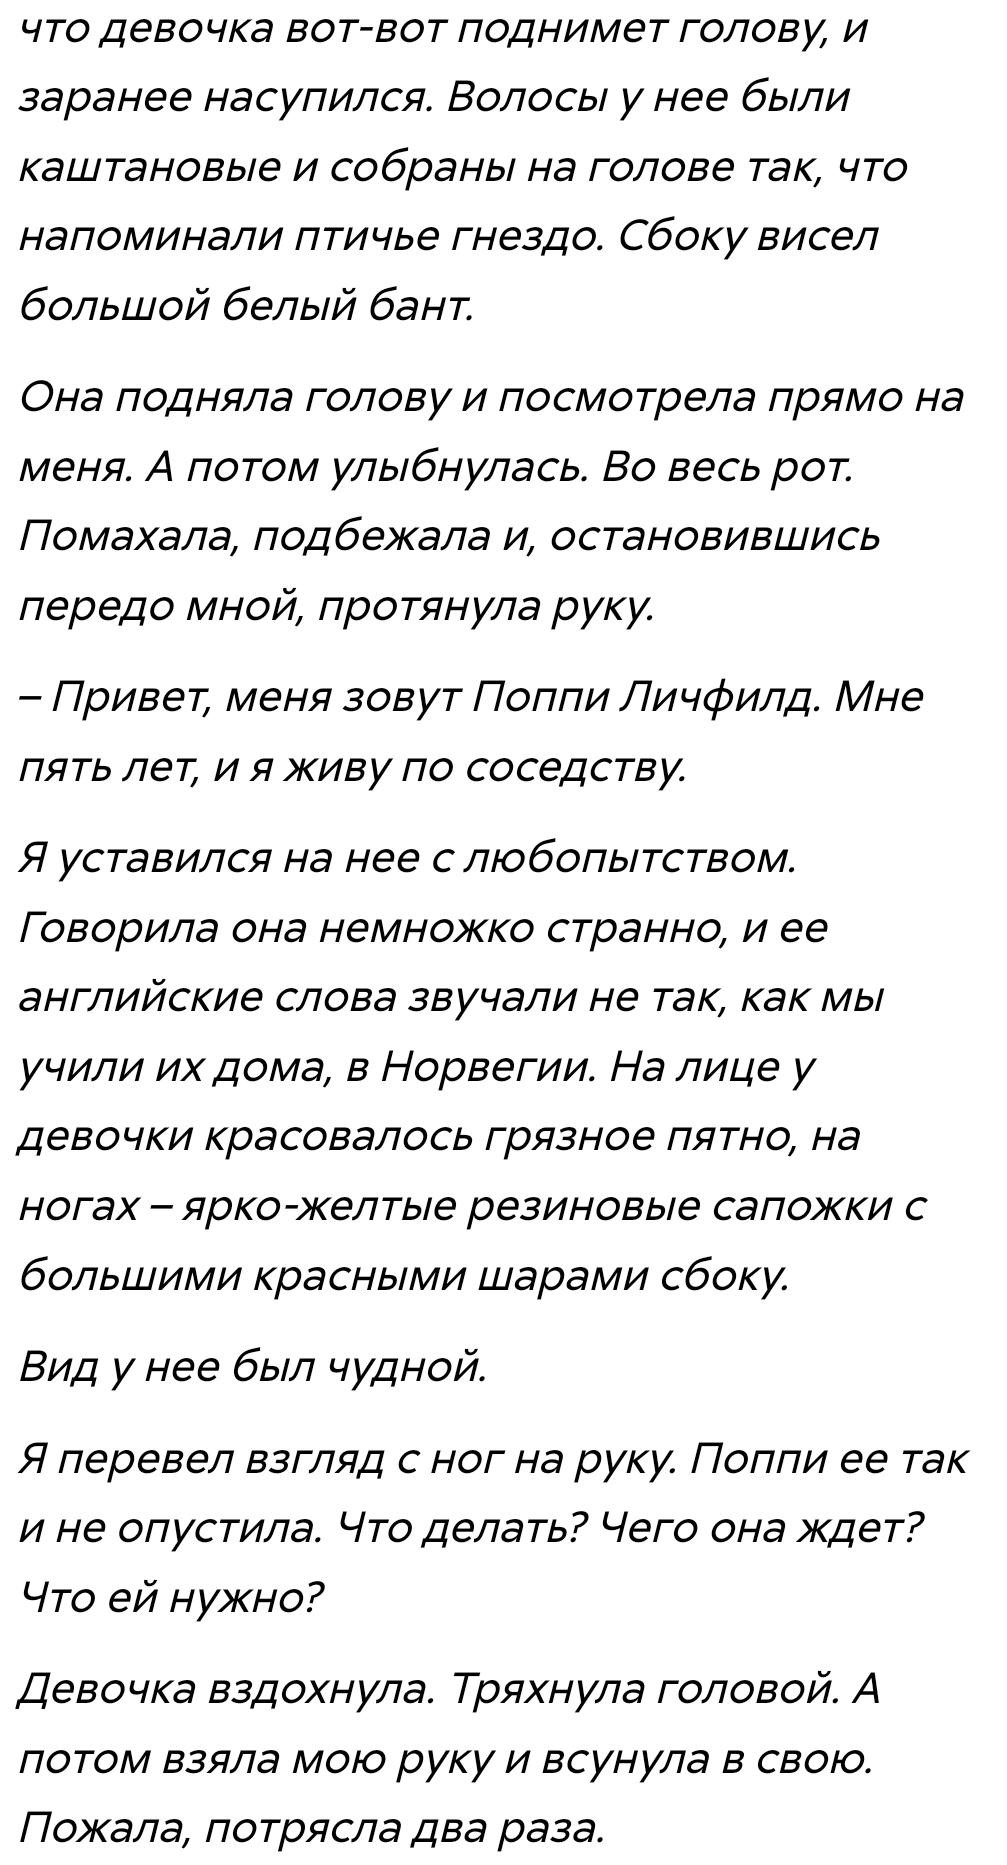 что девочка вот-вот поднимет голову, и
заранее насупился. Волосы у нее были
каштановые и собраны на голове так, что
напоминали птичье гнездо. Сбоку висел
большой белый бант.
Она подняла голову и посмотрела прямо на
меня. А потом улыбнулась. Во весь рот.
Помахала, подбежала и, остановившись
передо мной, протянула руку.
– Привет, меня зовут Поппи Личфилд. Мне
пять лет, и я живу по соседству.
Я уставился на нее с любопытством.
Говорила она немножко странно, и ее
английские слова звучали не так, как мы
учили их дома, в Норвегии. На лице у
девочки красовалось грязное пятно, на
ногах – ярко-желтые резиновые сапожки с
большими красными шарами сбоку.
Вид у нее был чудной.
Я перевел взгляд с ног на руку. Поппи ее так
и не опустила. Что делать? Чего она ждет?
Что ей нужно?
Девочка вздохнула. Тряхнула головой. А
потом взяла мою руку и всунула в свою.
Пожала, потрясла два раза.